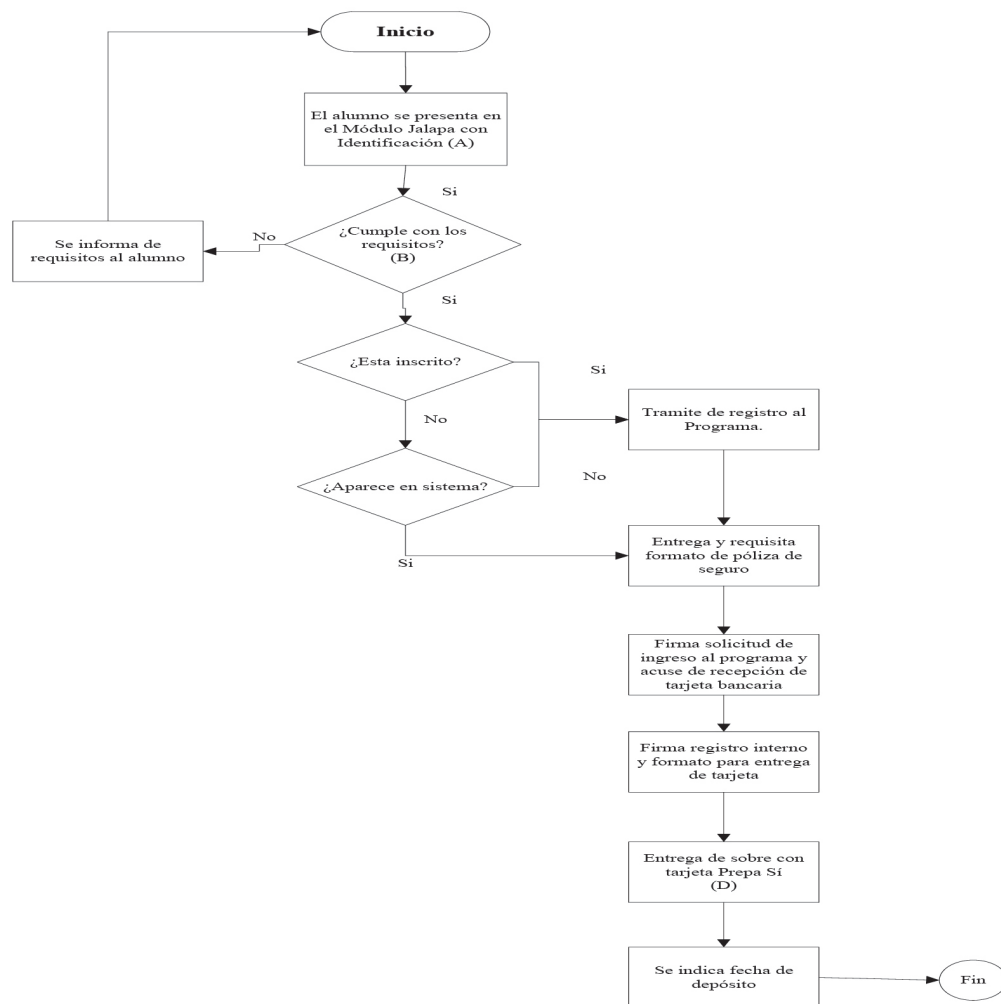 Inicio
El alumno se presenta en
el Módulo Jalapa con
Identificación (A)
Si
¿Cumple con los
requisitos?
(B)
No
Se informa de
requisitos al alumno
Si
¿Esta inscrito?
Si
No
Tramite de registro al
Programa.
¿Aparece en sistema?
No
Si
Entrega y requisita
formato de póliza de
seguro
Firma solicitud de
ingreso al programa y
acuse de recepción de
tarjeta bancaria
Firma registro interno
y formato para entrega
de tarjeta
Entrega de sobre con
tarjeta Prepa Sí
(D)
Se indica fecha de
depósito
Fin